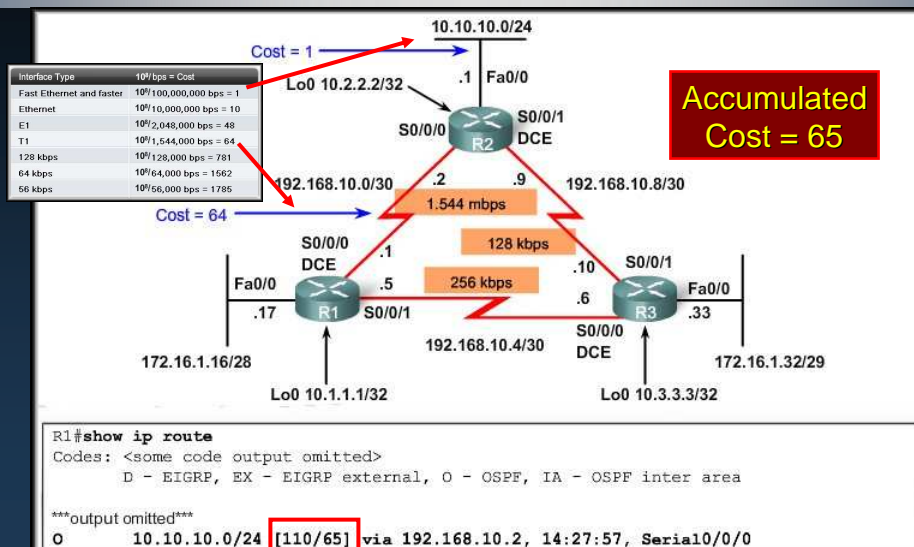 10.10.10.0/24
Cost = 1
Interface Type 10⁸/bps = Cost
Fast Ethernet and faster 10⁸/100,000,000 bps = 1
Ethernet 10⁸/10,000,000 bps = 10
E1 10⁸/2,048,000 bps = 48
T1 10⁸/1,544,000 bps = 64
128 kbps 10⁸/128,000 bps = 781
64 kbps 10⁸/64,000 bps = 1562
56 kbps 10⁸/56,000 bps = 1785
Lo0 10.2.2.2/32
.1 Fa0/0
Accumulated
Cost = 65
S0/0/0
R2
S0/0/1
DCE
192.168.10.0/30
.2
.9
192.168.10.8/30
1.544 mbps
Cost = 64
S0/0/0
DCE
.1
128 kbps
.10
S0/0/1
Fa0/0
.17
R1
.5
S0/0/1
256 kbps
.6
R3
Fa0/0
.33
S0/0/0
DCE
192.168.10.4/30
172.16.1.16/28
172.16.1.32/29
Lo0 10.1.1.1/32
Lo0 10.3.3.3/32
R1#show ip route
Codes: <some code output omitted>
D - EIGRP, EX - EIGRP external, O - OSPF, IA - OSPF inter area
***output omitted***
O 10.10.10.0/24 [110/65] via 192.168.10.2, 14:27:57, Serial0/0/0